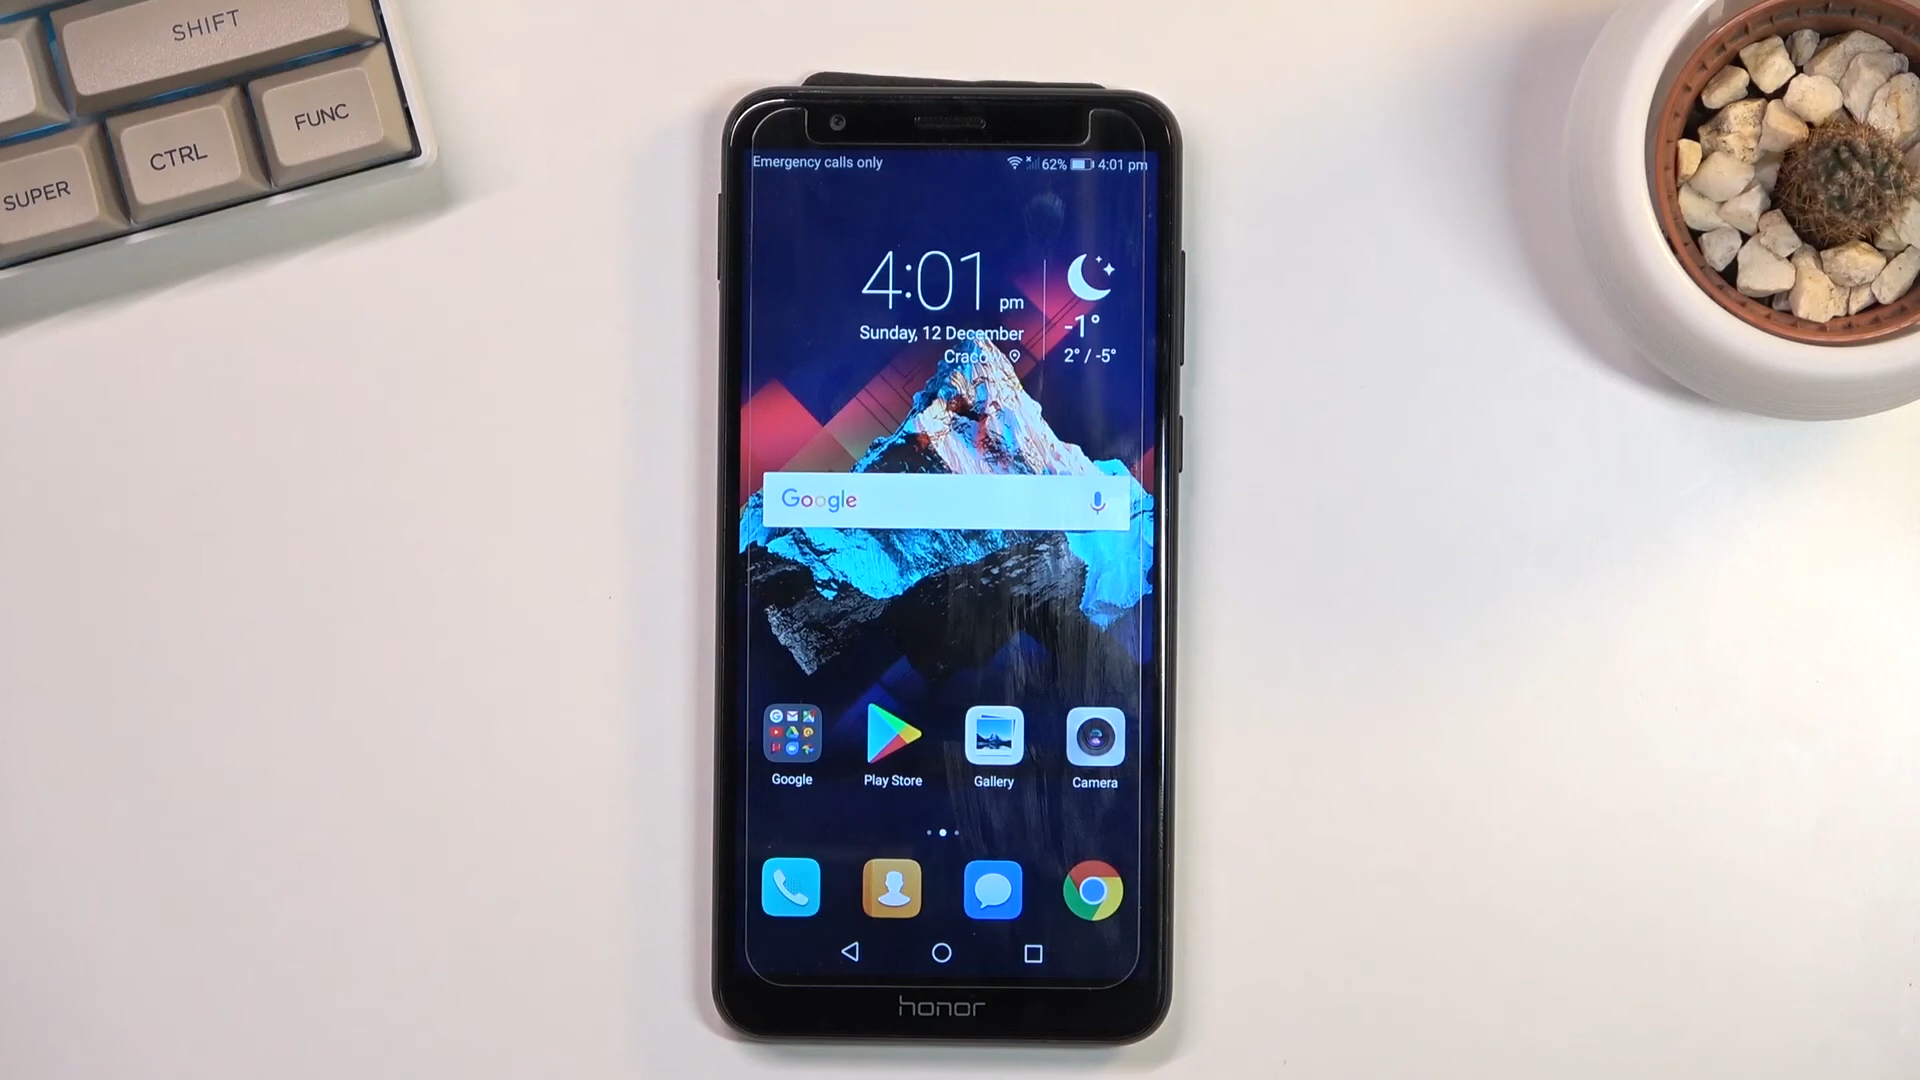 SHIFT
FUNC
CTRL
SUPER
Emergency calls only
62% 4:01 pm
4:01 pm
-1°
Sunday, 12 December
Cracow
2° / -5°
Google
Google
Play Store
Gallery
Camera
honor